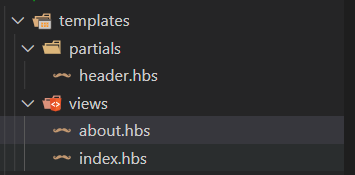 templates
partials
header.hbs
views
about.hbs
index.hbs